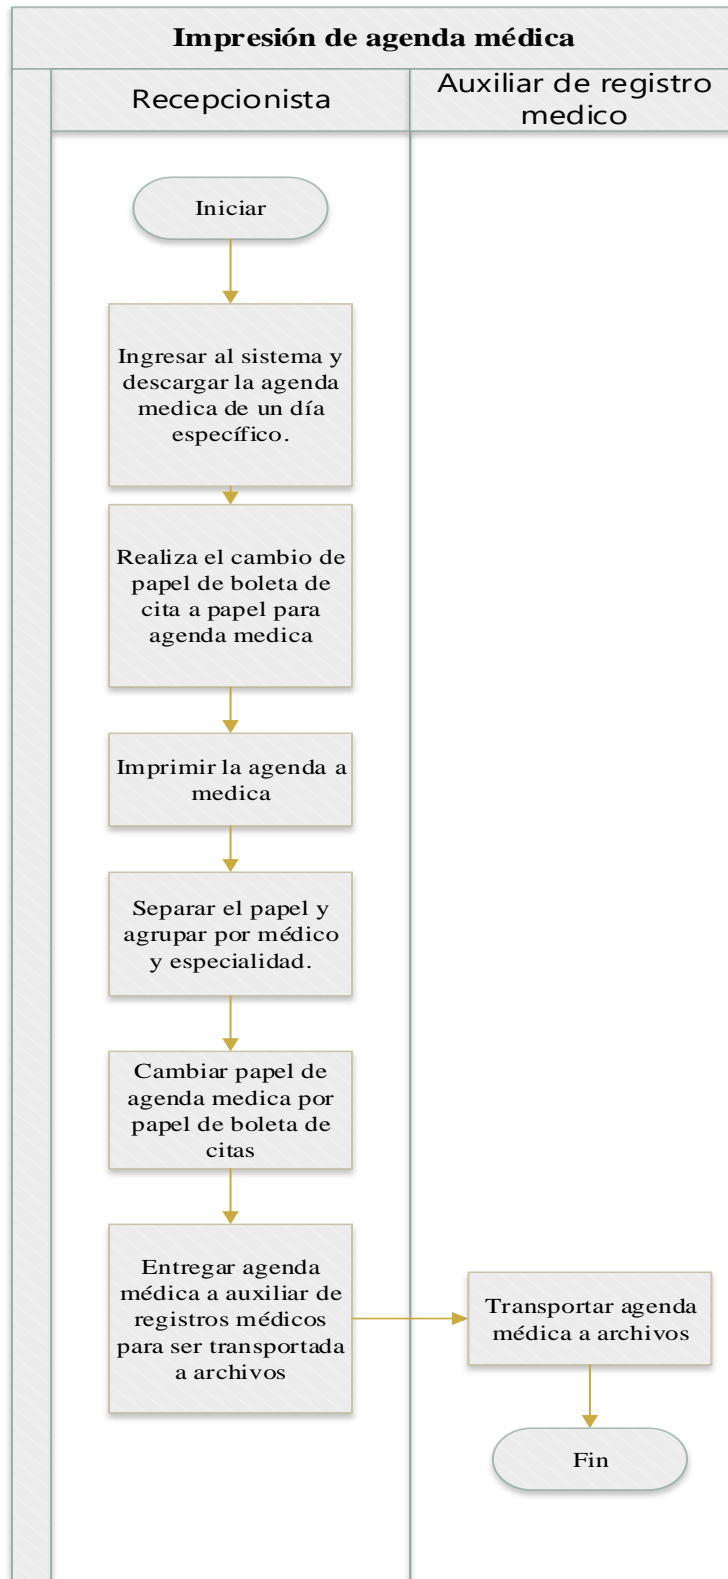 Impresión de agenda médica
Recepcionista
Auxiliar de registro
medico
Iniciar
Ingresar al sistema y
descargar la agenda
medica de un día
específico.
Realiza el cambio de
papel de boleta de
cita a papel para
agenda medica
Imprimir la agenda a
medica
Separar el papel y
agrupar por médico
y especialidad.
Cambiar papel de
agenda medica por
papel de boleta de
citas
Entregar agenda
médica a auxiliar de
registros médicos
para ser transportada
a archivos
Transportar agenda
médica a archivos
Fin